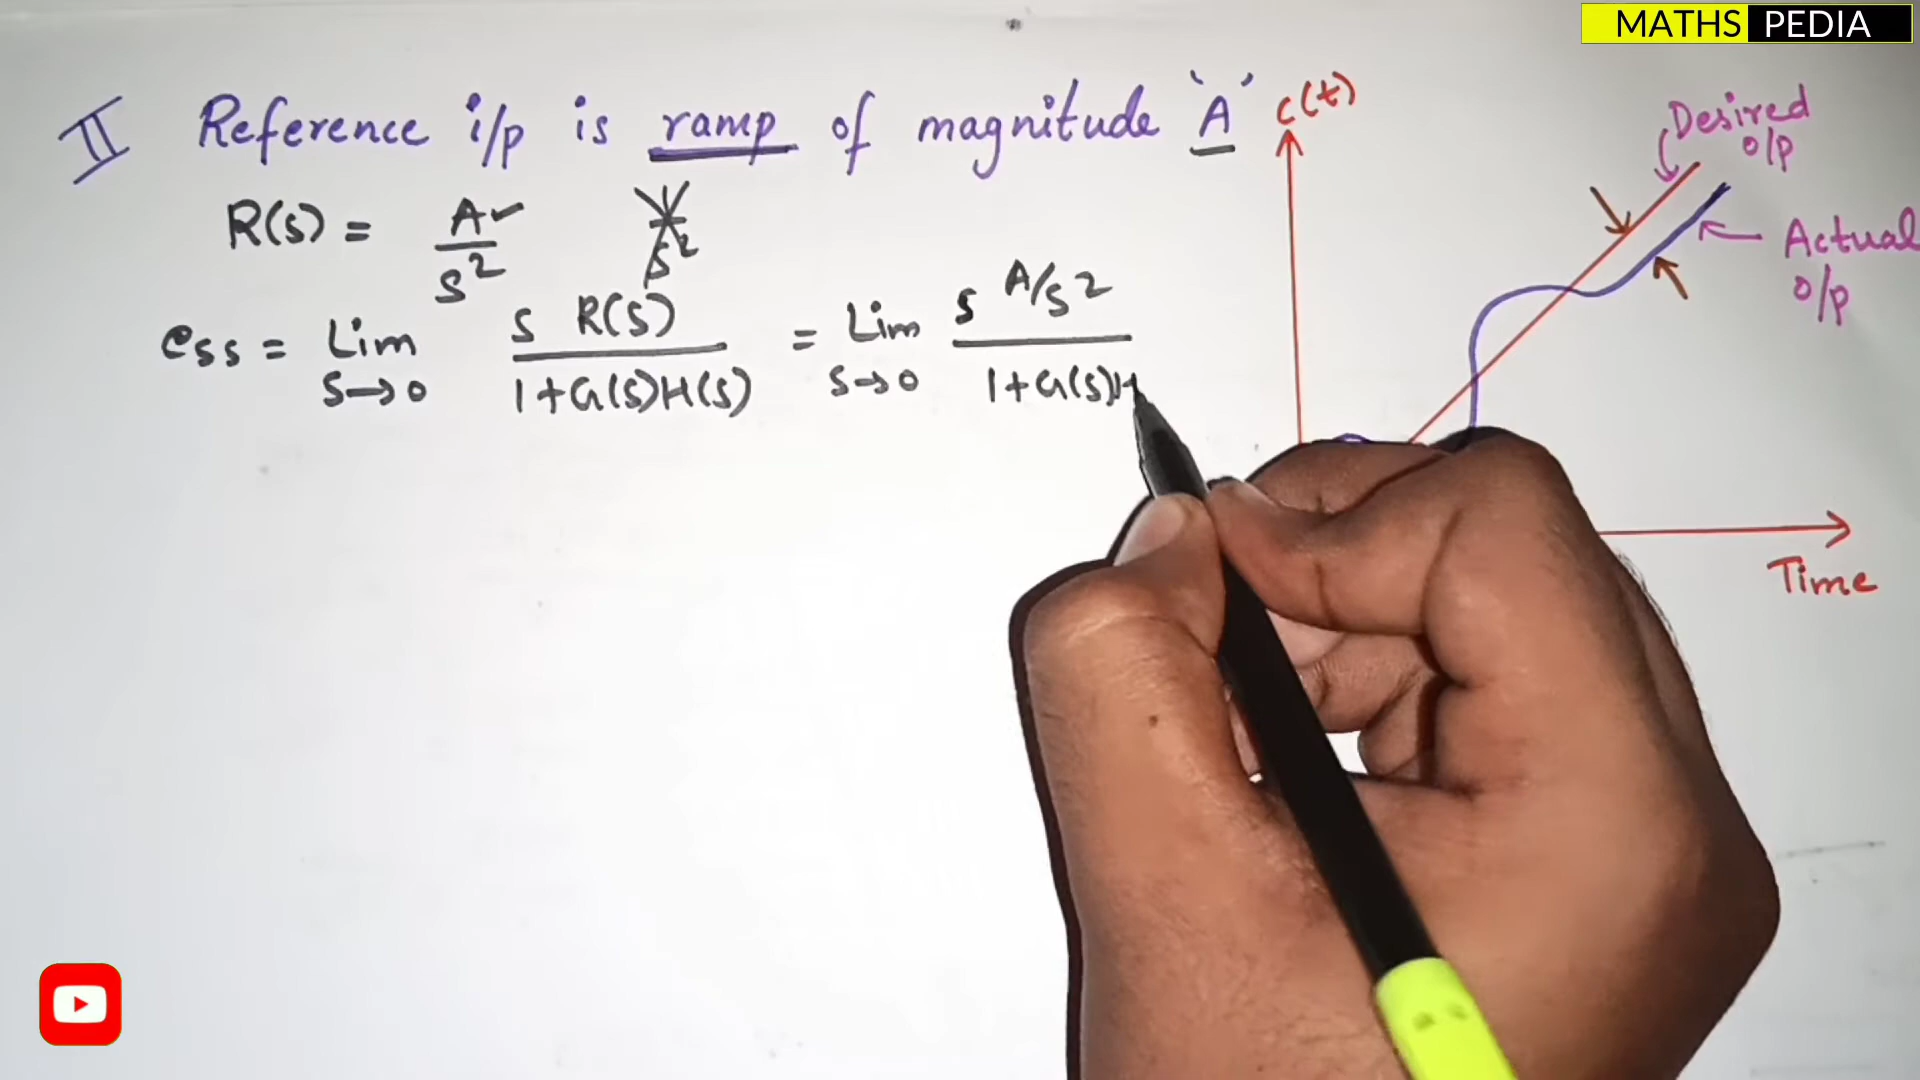 MATHS PEDIA
II Reference i/p is ramp of magnitude 'A'
R(s) = A/s²
s²
ess = Lim s→0 s R(s) / 1+G(s)H(s) = Lim s→0 s A/s² / 1+G(s)H
c(t)
Desired o/p
Actual o/p
Time